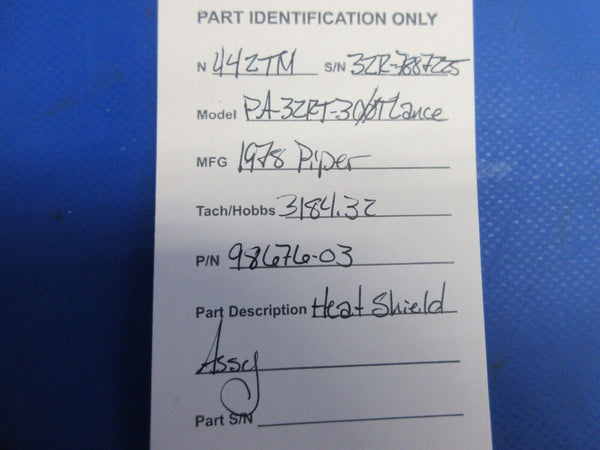 PART IDENTIFICATION ONLY
N 442TM S/N 32R-7887225
Model PA-32RT-300T Lance
MFG 1978 Piper
Tach/Hobbs 3184.32
P/N 98676-03
Part Description Heat Shield
Assy
Part S/N